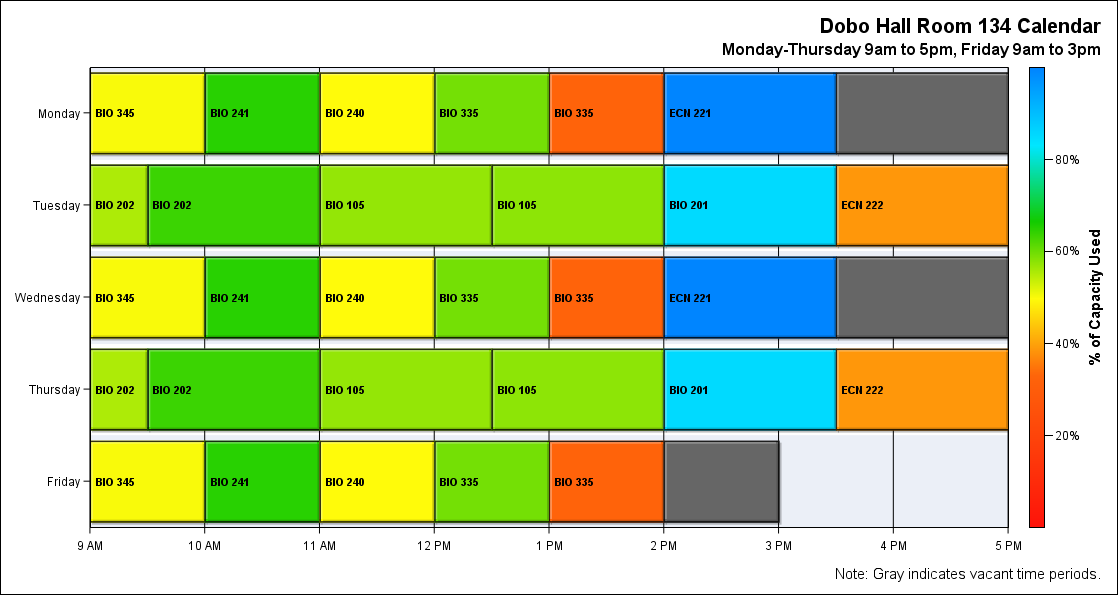 Dobo Hall Room 134 Calendar
Monday-Thursday 9am to 5pm, Friday 9am to 3pm
Monday BIO 345 BIO 241 BIO 240 BIO 335 BIO 335 ECN 221
Tuesday BIO 202 BIO 202 BIO 105 BIO 105 BIO 201 ECN 222
Wednesday BIO 345 BIO 241 BIO 240 BIO 335 BIO 335 ECN 221
Thursday BIO 202 BIO 202 BIO 105 BIO 105 BIO 201 ECN 222
Friday BIO 345 BIO 241 BIO 240 BIO 335 BIO 335
9 AM 10 AM 11 AM 12 PM 1 PM 2 PM 3 PM 4 PM 5 PM
80%
60%
40%
20%
% of Capacity Used
Note: Gray indicates vacant time periods.